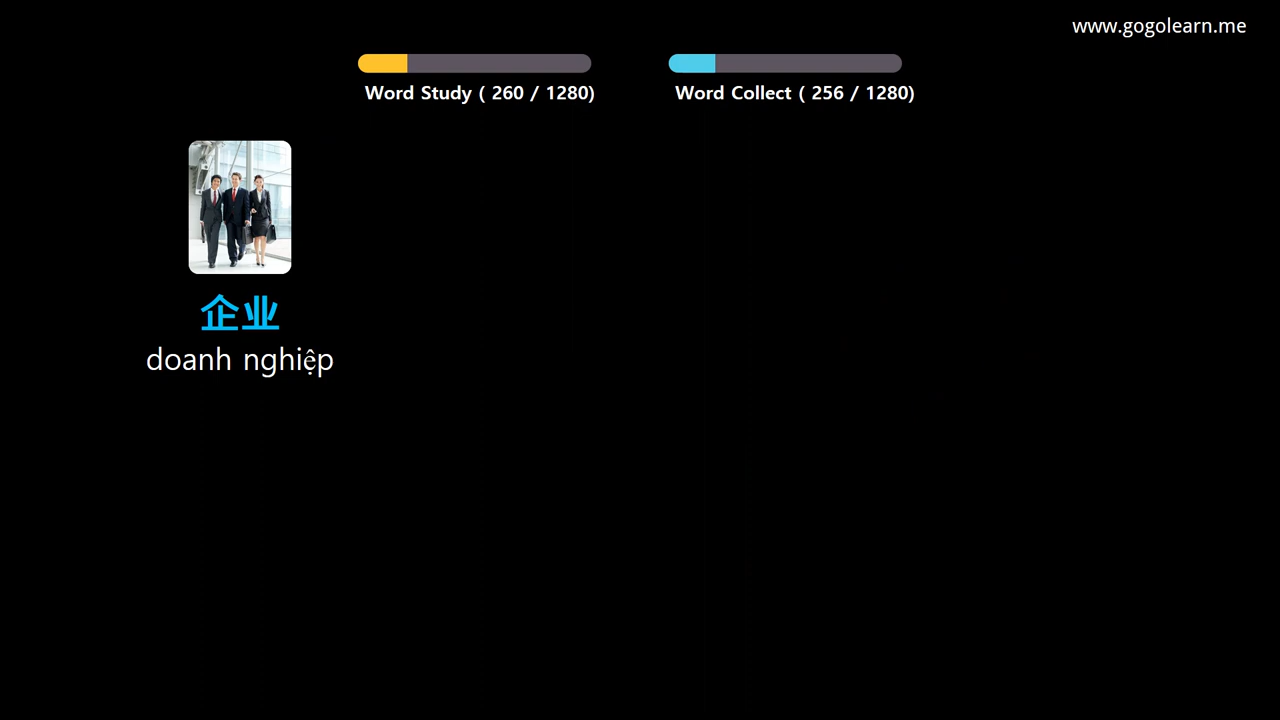 www.gogolearn.me
Word Study ( 260 / 1280)
Word Collect ( 256 / 1280)
企业
doanh nghiệp